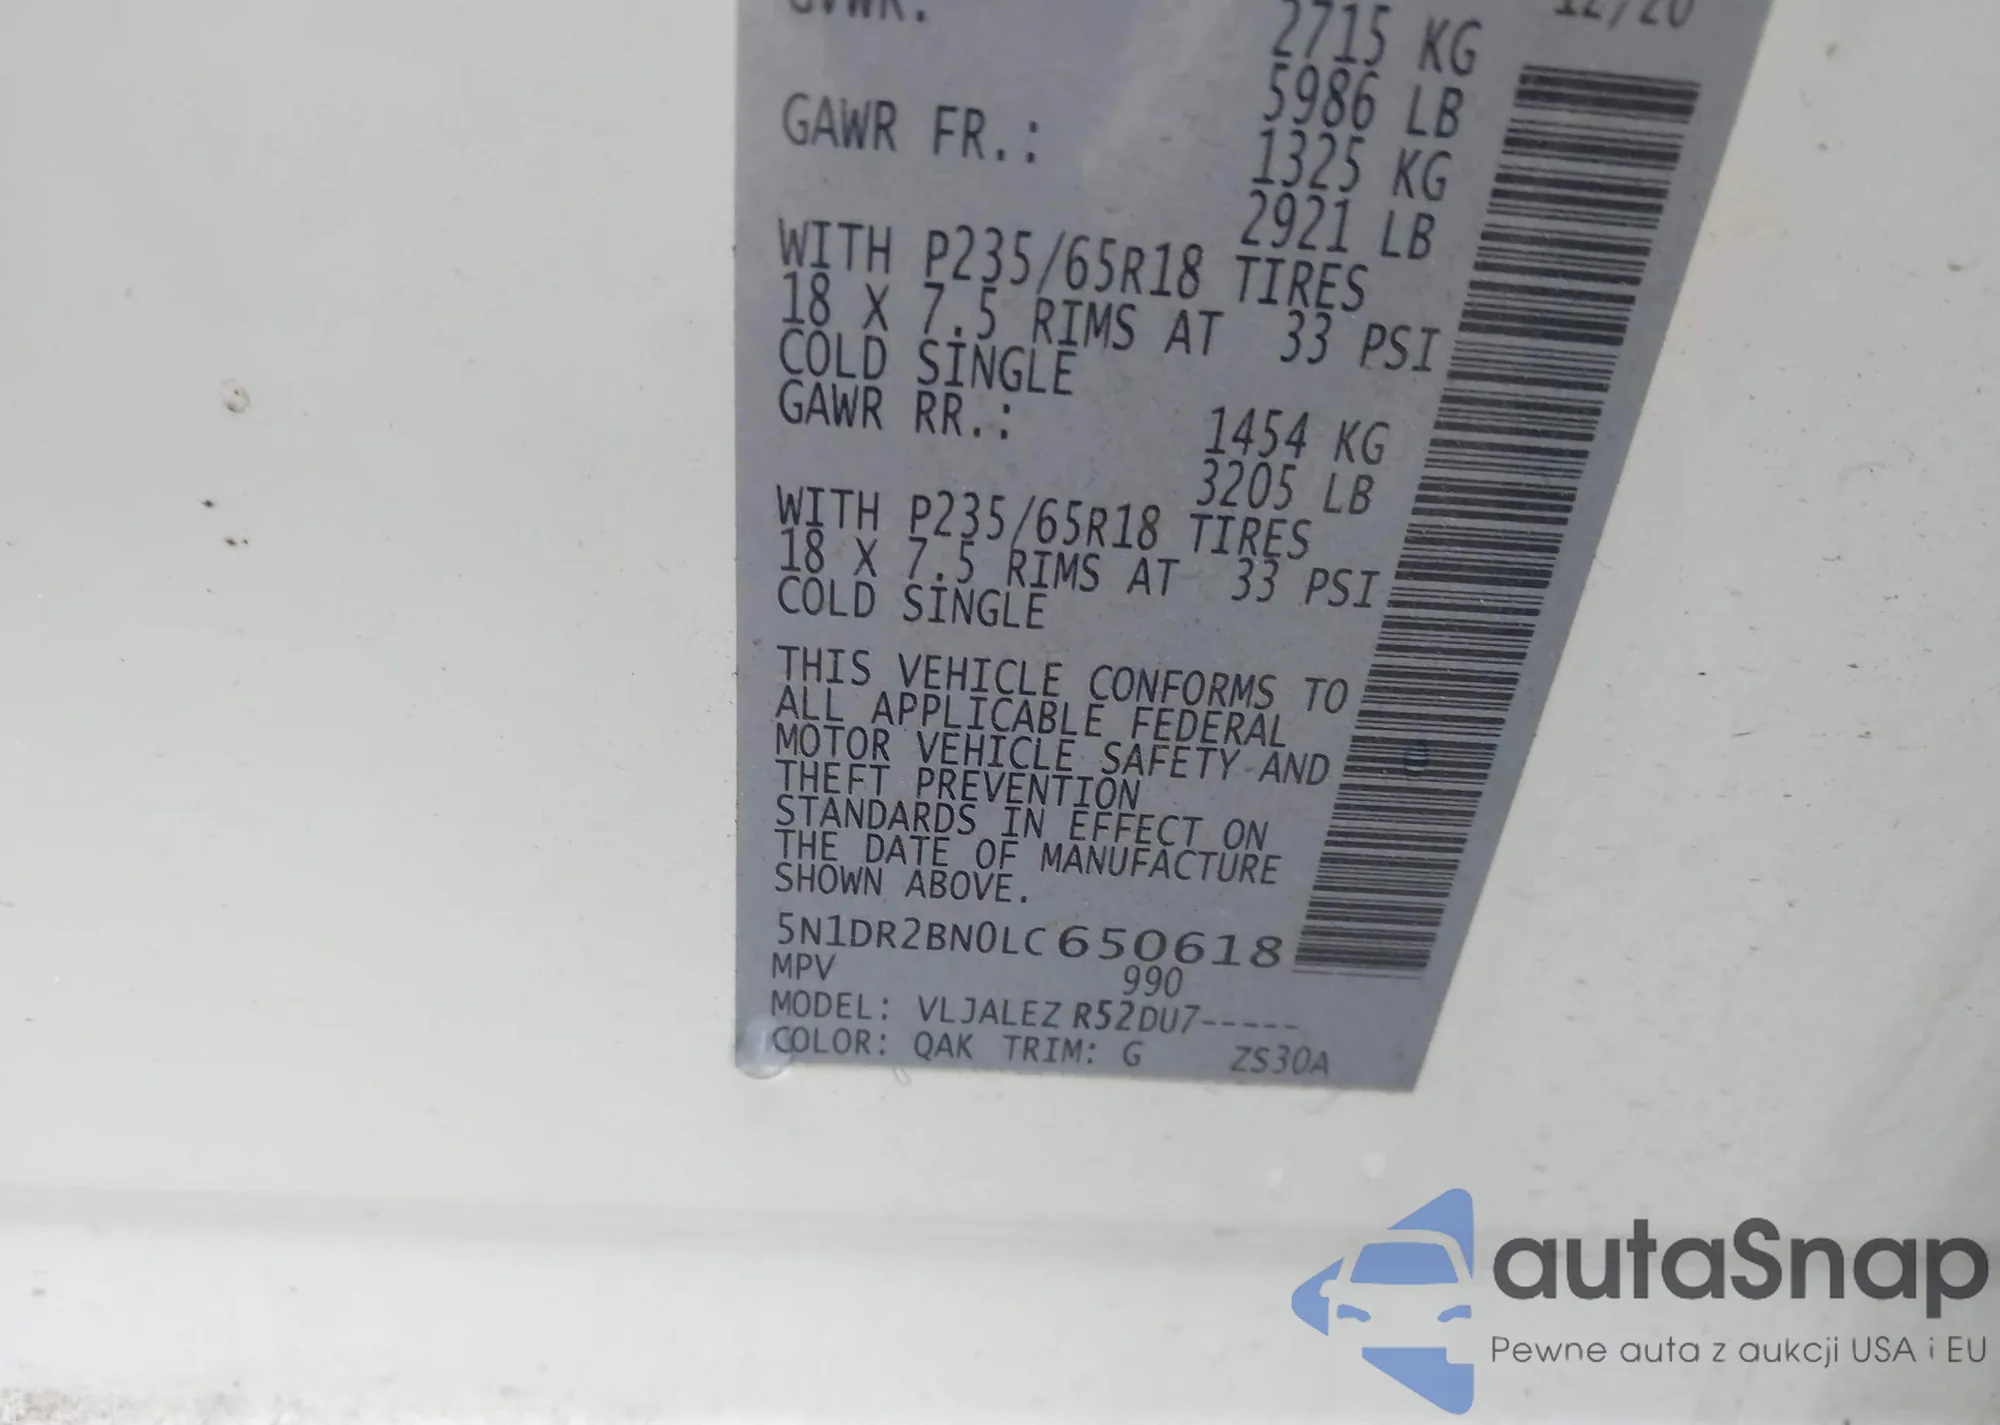 GVWR:
12/20
2715 KG
5986 LB
GAWR FR.:
1325 KG
2921 LB
WITH P235/65R18 TIRES
18 X 7.5 RIMS AT 33 PSI
COLD SINGLE
GAWR RR.:
1454 KG
3205 LB
WITH P235/65R18 TIRES
18 X 7.5 RIMS AT 33 PSI
COLD SINGLE
THIS VEHICLE CONFORMS TO
ALL APPLICABLE FEDERAL
MOTOR VEHICLE SAFETY AND
THEFT PREVENTION
STANDARDS IN EFFECT ON
THE DATE OF MANUFACTURE
SHOWN ABOVE.
5N1DR2BN0LC650618
MPV 990
MODEL: VLJALEZ R52DU7-----
COLOR: QAK TRIM: G ZS30A
autaSnap
Pewne auta z aukcji USA i EU